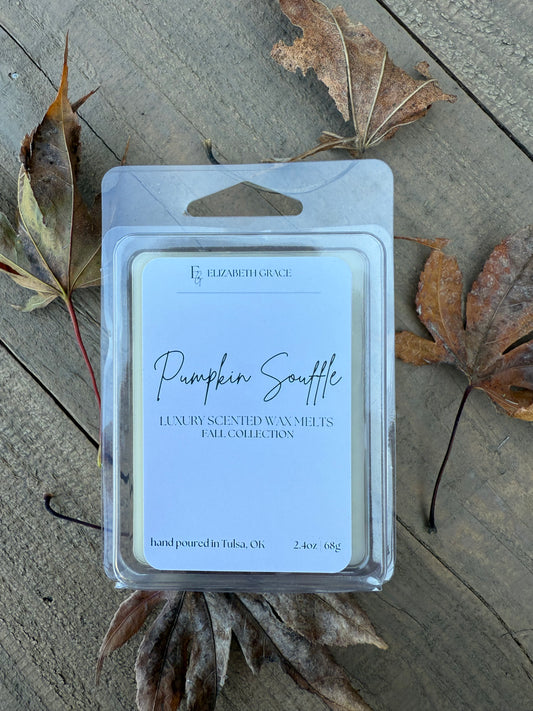 EG ELIZABETH GRACE
Pumpkin Souffle
LUXURY SCENTED WAX MELTS
FALL COLLECTION
hand poured in Tulsa, OK 2.4oz | 68g